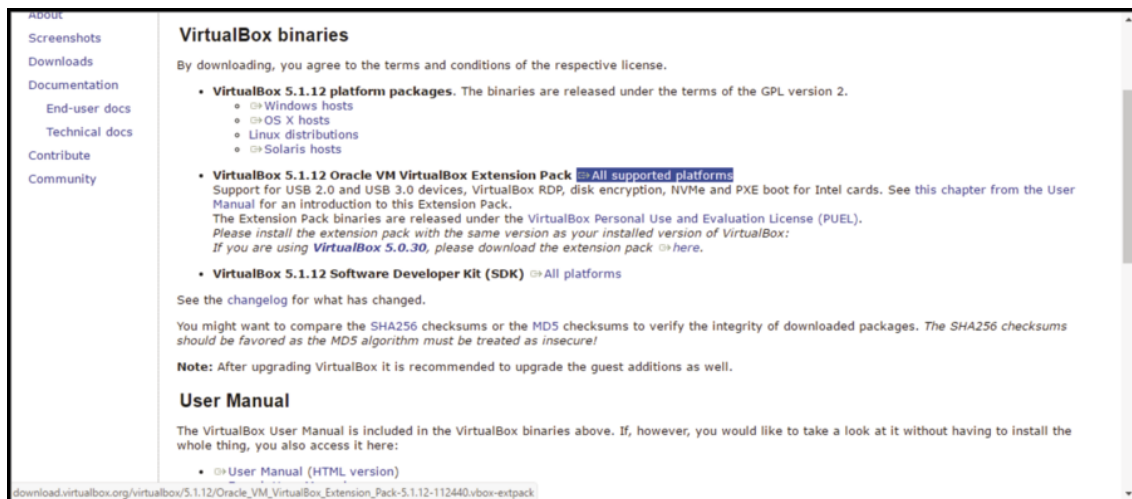 About
Screenshots
Downloads
Documentation
End-user docs
Technical docs
Contribute
Community
VirtualBox binaries
By downloading, you agree to the terms and conditions of the respective license.
• VirtualBox 5.1.12 platform packages. The binaries are released under the terms of the GPL version 2.
Windows hosts
OS X hosts
Linux distributions
Solaris hosts
• VirtualBox 5.1.12 Oracle VM VirtualBox Extension Pack All supported platforms
Support for USB 2.0 and USB 3.0 devices, VirtualBox RDP, disk encryption, NVMe and PXE boot for Intel cards. See this chapter from the User
Manual for an introduction to this Extension Pack.
The Extension Pack binaries are released under the VirtualBox Personal Use and Evaluation License (PUEL).
Please install the extension pack with the same version as your installed version of VirtualBox:
If you are using VirtualBox 5.0.30, please download the extension pack here.
• VirtualBox 5.1.12 Software Developer Kit (SDK) All platforms
See the changelog for what has changed.
You might want to compare the SHA256 checksums or the MD5 checksums to verify the integrity of downloaded packages. The SHA256 checksums
should be favored as the MD5 algorithm must be treated as insecure!
Note: After upgrading VirtualBox it is recommended to upgrade the guest additions as well.
User Manual
The VirtualBox User Manual is included in the VirtualBox binaries above. If, however, you would like to take a look at it without having to install the
whole thing, you also access it here:
• User Manual (HTML version)
download.virtualbox.org/virtualbox/5.1.12/Oracle_VM_VirtualBox_Extension_Pack-5.1.12-112440.vbox-extpack